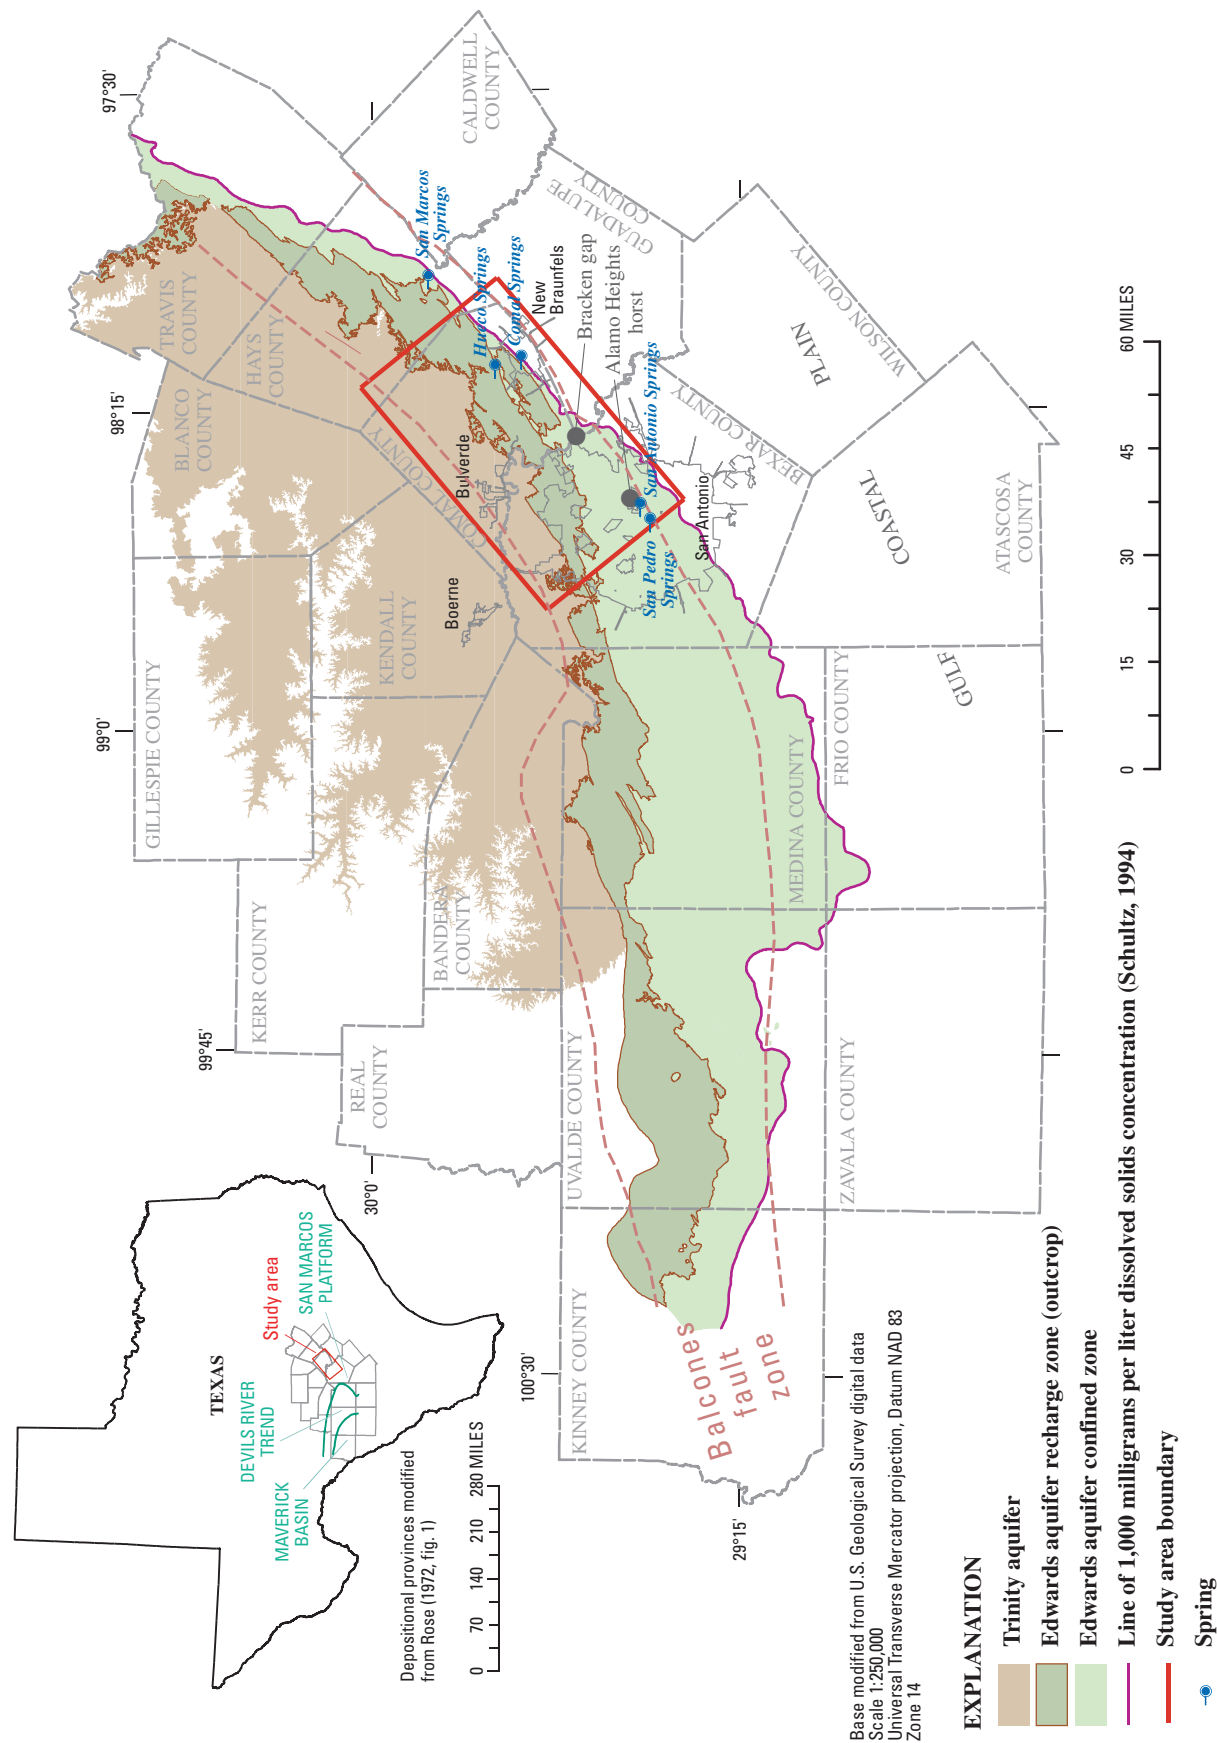 TEXAS
DEVILS RIVER
TREND
MAVERICK
BASIN
Study area
SAN MARCOS
PLATFORM
Depositional provinces modified
from Rose (1972, fig. 1)
0 70 140 210 280 MILES
97°30'
98°15'
99°0'
99°45'
100°30'
30°0'
29°15'
GILLESPIE COUNTY
KERR COUNTY
REAL
COUNTY
BANDERA
COUNTY
KENDALL
COUNTY
BLANCO
COUNTY
TRAVIS
COUNTY
HAYS
COUNTY
CALDWELL
COUNTY
COMAL COUNTY
GUADALUPE
COUNTY
BEXAR COUNTY
WILSON COUNTY
ATASCOSA
COUNTY
KINNEY COUNTY
UVALDE COUNTY
MEDINA COUNTY
ZAVALA COUNTY
FRIO COUNTY
Boerne
Bulverde
New
Braunfels
San Antonio
San Marcos
Springs
Hueco Springs
Comal Springs
San Antonio Springs
San Pedro
Springs
Bracken gap
Alamo Heights
horst
Balcones
fault
zone
GULF
COASTAL
PLAIN
Base modified from U.S. Geological Survey digital data
Scale 1:250,000
Universal Transverse Mercator projection, Datum NAD 83
Zone 14
0 15 30 45 60 MILES
EXPLANATION
Trinity aquifer
Edwards aquifer recharge zone (outcrop)
Edwards aquifer confined zone
Line of 1,000 milligrams per liter dissolved solids concentration (Schultz, 1994)
Study area boundary
Spring